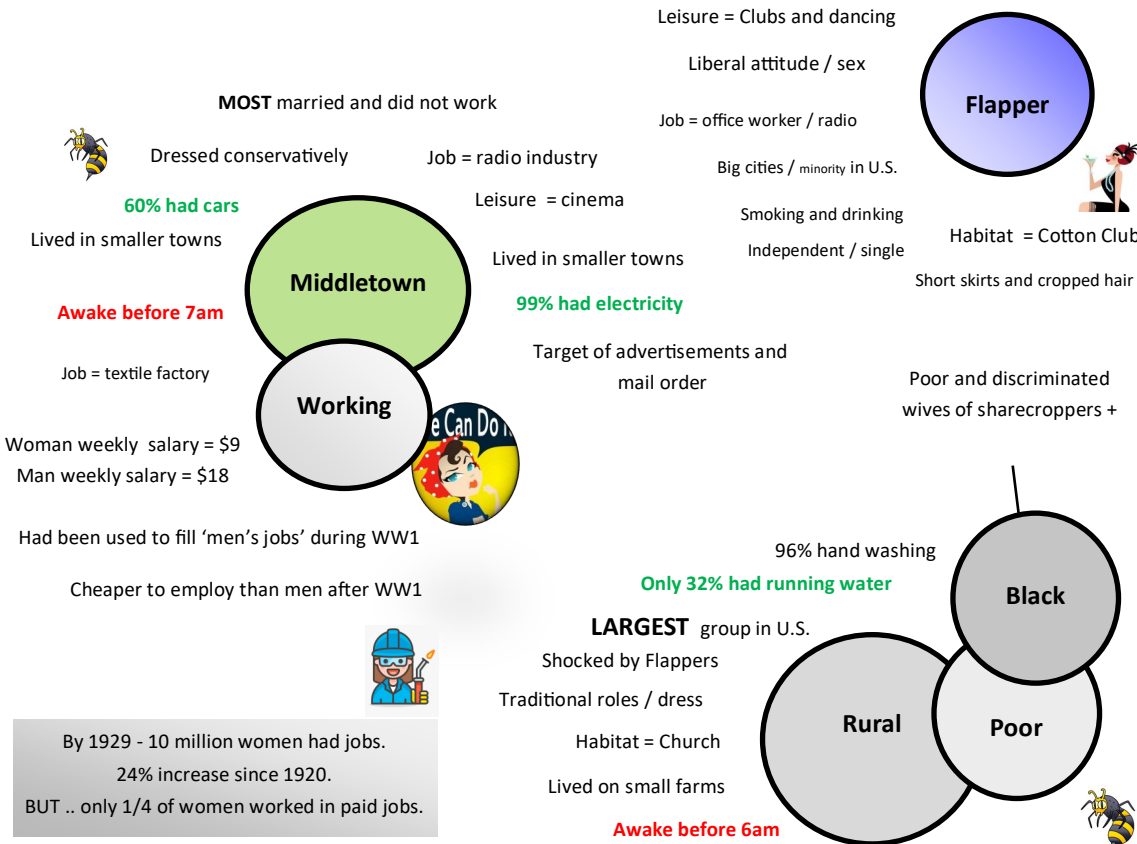 Leisure = Clubs and dancing
Liberal attitude / sex
Flapper
Job = office worker / radio
Big cities / minority in U.S.
Smoking and drinking
Independent / single
Habitat = Cotton Club
Short skirts and cropped hair
MOST married and did not work
Dressed conservatively
Job = radio industry
60% had cars
Leisure = cinema
Lived in smaller towns
Lived in smaller towns
Middletown
99% had electricity
Awake before 7am
Target of advertisements and
mail order
Job = textile factory
Working
e Can Do
Woman weekly salary = $9
Man weekly salary = $18
Had been used to fill ‘men’s jobs’ during WW1
Cheaper to employ than men after WW1
By 1929 - 10 million women had jobs.
24% increase since 1920.
BUT .. only 1/4 of women worked in paid jobs.
Poor and discriminated
wives of sharecroppers +
Black
96% hand washing
Only 32% had running water
LARGEST group in U.S.
Shocked by Flappers
Traditional roles / dress
Rural
Poor
Habitat = Church
Lived on small farms
Awake before 6am